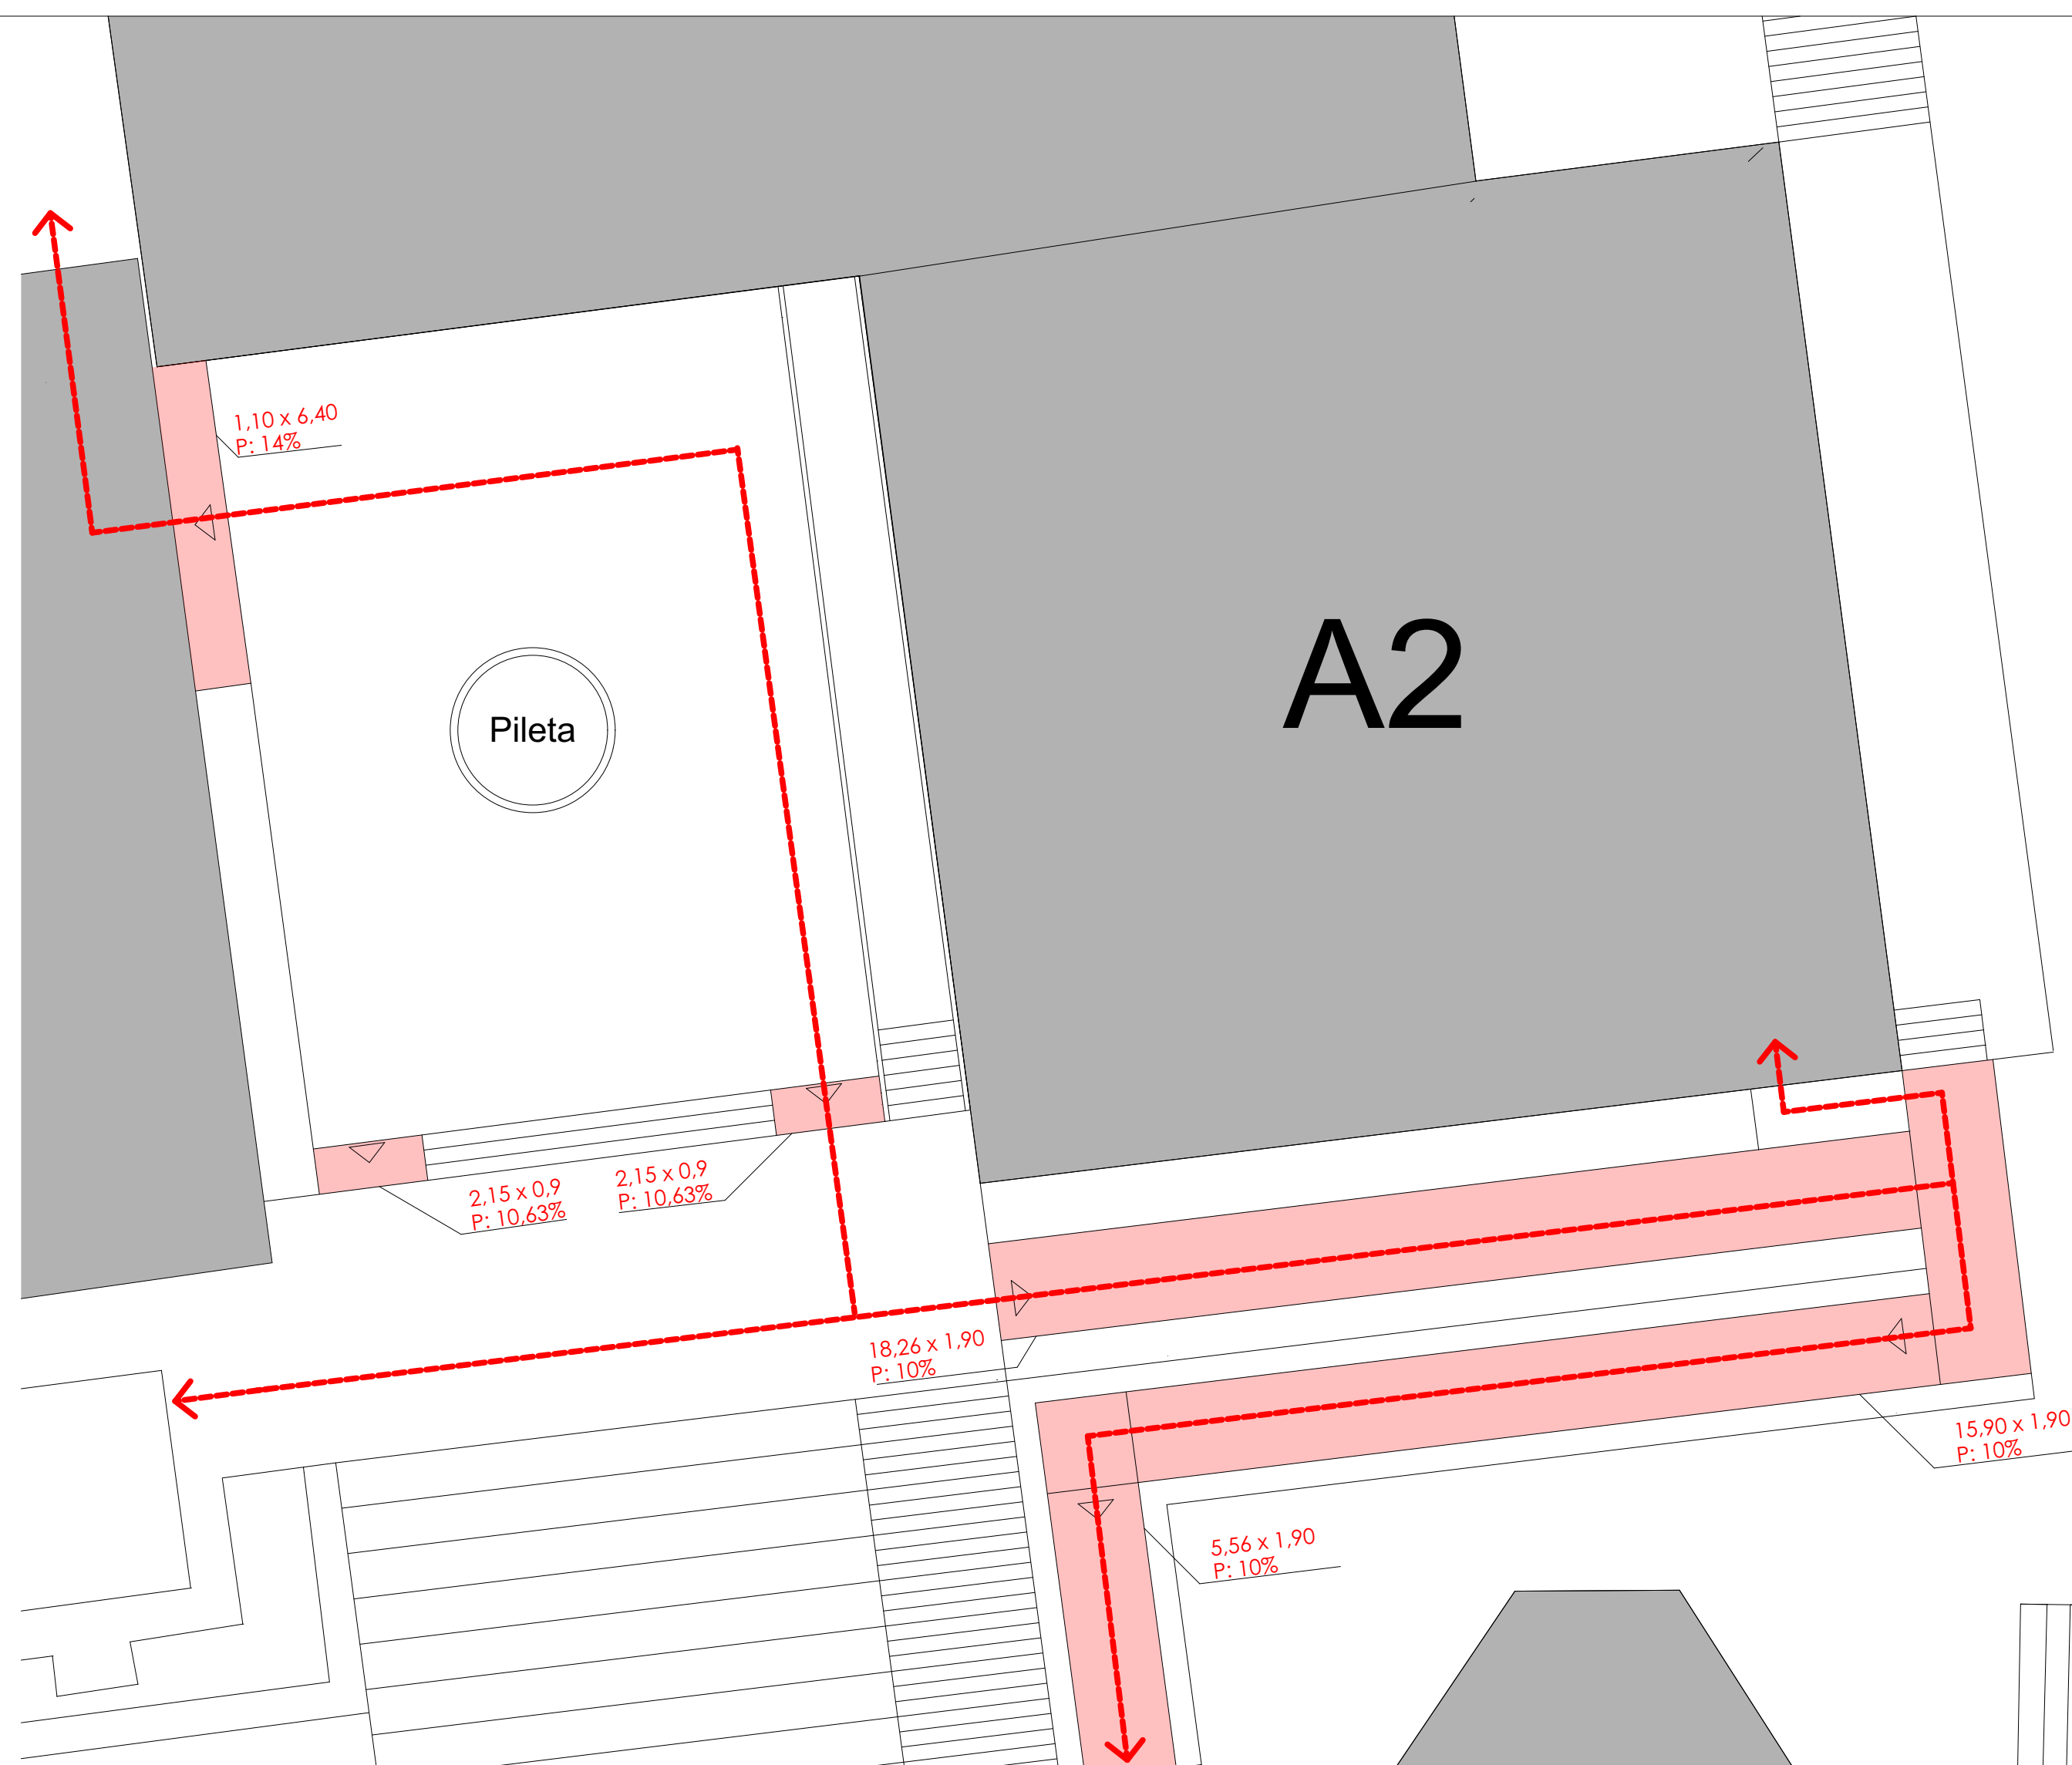 1,10 x 6,40
P: 14%
A2
Pileta
2,15 x 0,9
P: 10,63%
2,15 x 0,9
P: 10,63%
18,26 x 1,90
P: 10%
15,90 x 1,90
P: 10%
5,56 x 1,90
P: 10%